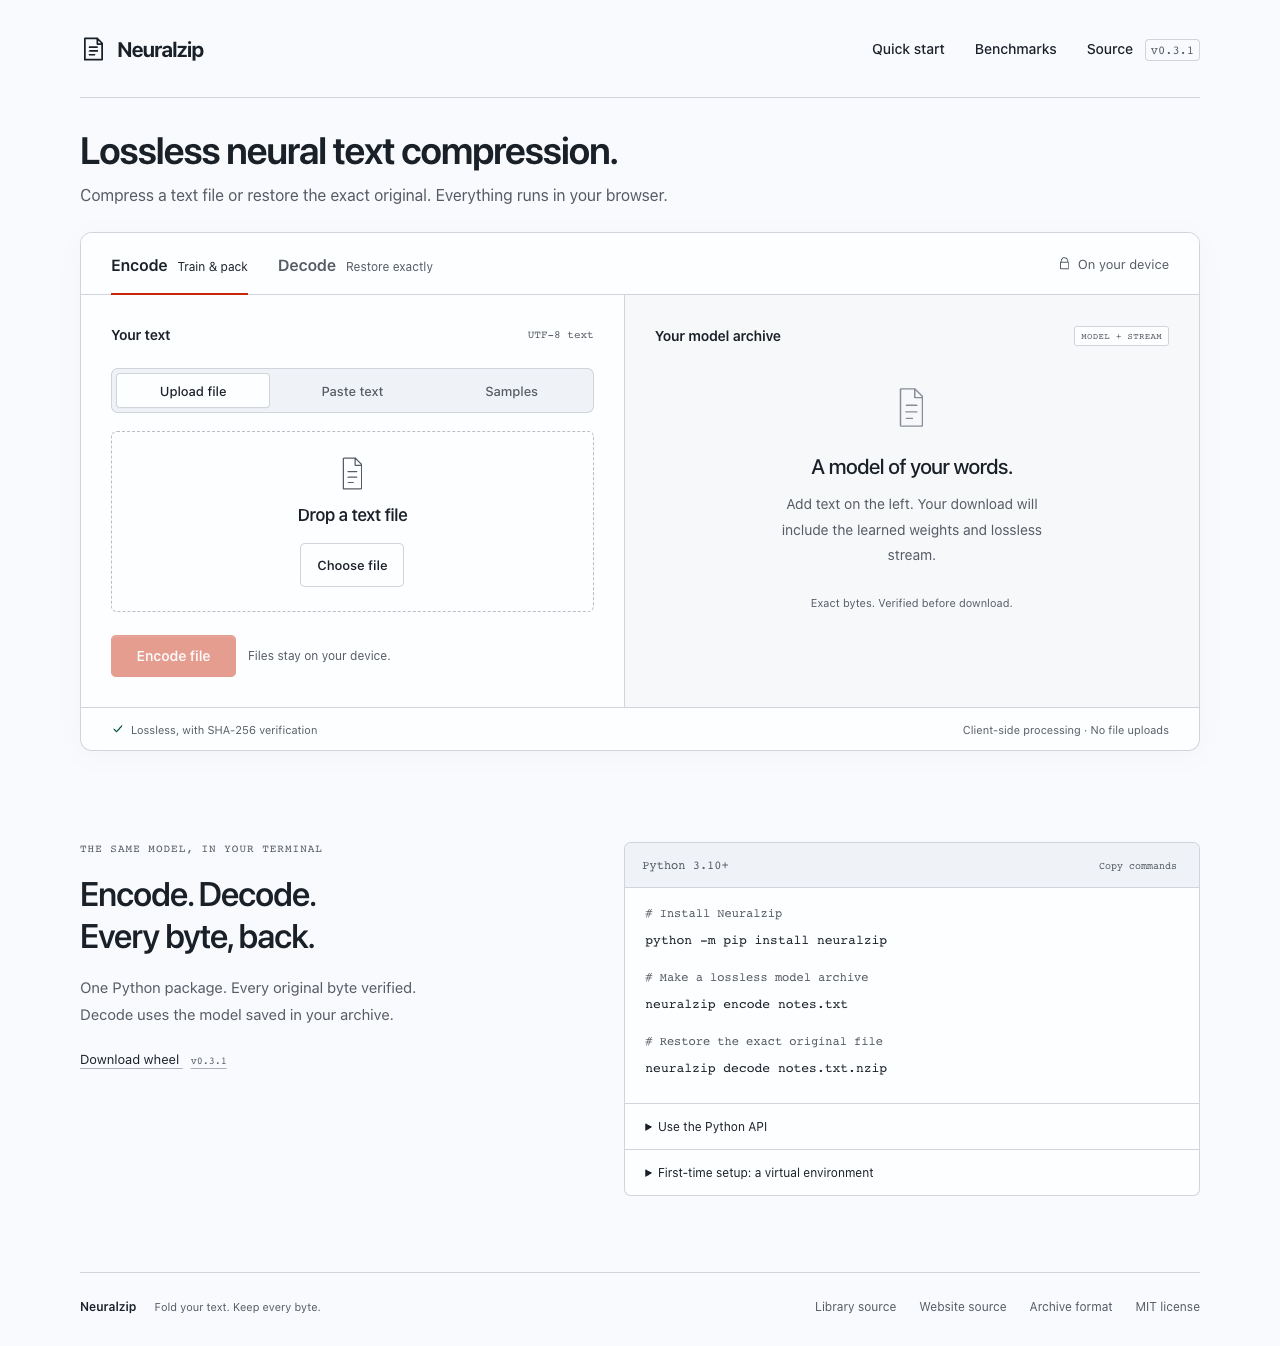 Neuralzip
Quick start
Benchmarks
Source v0.3.1
Lossless neural text compression.
Compress a text file or restore the exact original. Everything runs in your browser.
Encode Train & pack
Decode Restore exactly
On your device
Your text
UTF-8 text
Upload file
Paste text
Samples
Drop a text file
Choose file
Encode file
Files stay on your device.
Your model archive
MODEL + STREAM
A model of your words.
Add text on the left. Your download will
include the learned weights and lossless
stream.
Exact bytes. Verified before download.
Lossless, with SHA-256 verification
Client-side processing · No file uploads
THE SAME MODEL, IN YOUR TERMINAL
Encode. Decode.
Every byte, back.
One Python package. Every original byte verified.
Decode uses the model saved in your archive.
Download wheel v0.3.1
Python 3.10+
Copy commands
# Install Neuralzip
python -m pip install neuralzip
# Make a lossless model archive
neuralzip encode notes.txt
# Restore the exact original file
neuralzip decode notes.txt.nzip
Use the Python API
First-time setup: a virtual environment
Neuralzip
Fold your text. Keep every byte.
Library source
Website source
Archive format
MIT license